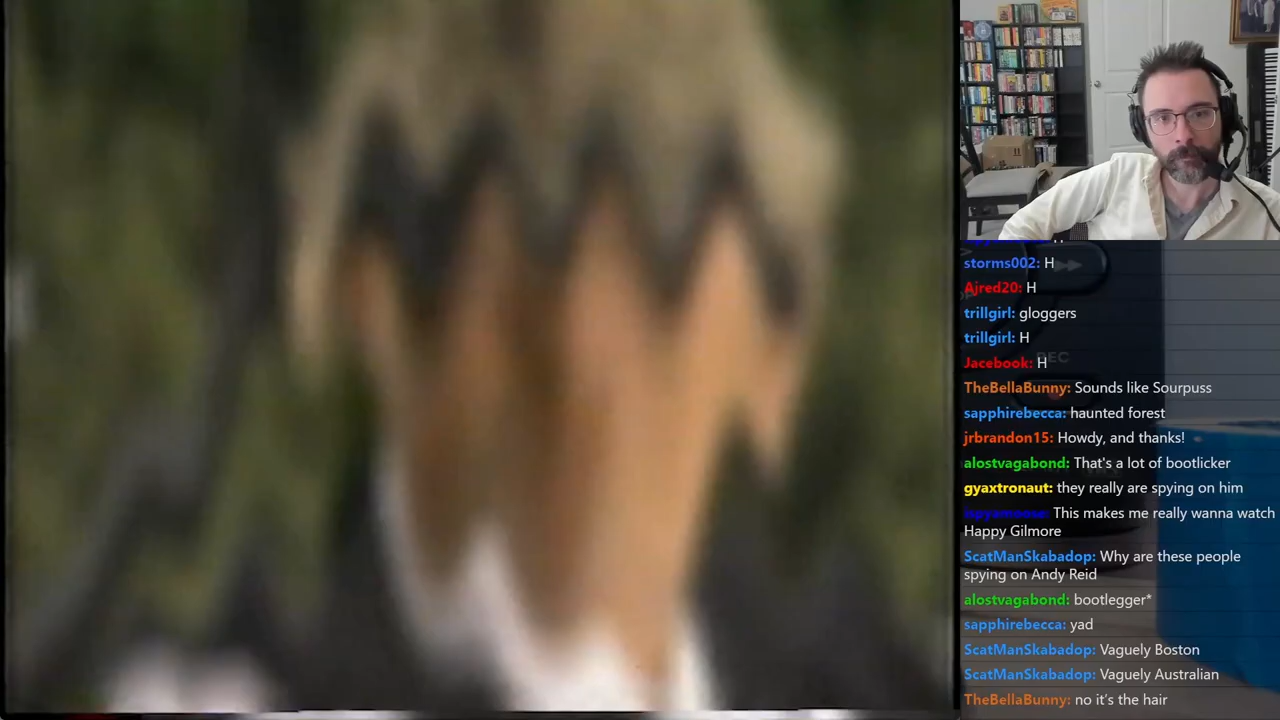 storms002: H
Ajred20: H
trillgirl: gloggers
trillgirl: H
REC
Jacebook: H
TheBellaBunny: Sounds like Sourpuss
sapphirebecca: haunted forest
jrbrandon15: Howdy, and thanks!
alostvagabond: That's a lot of bootlicker
gyaxtronaut: they really are spying on him
ispyamoose: This makes me really wanna watch
Happy Gilmore
ScatManSkabadop: Why are these people
spying on Andy Reid
alostvagabond: bootlegger*
sapphirebecca: yad
ScatManSkabadop: Vaguely Boston
ScatManSkabadop: Vaguely Australian
TheBellaBunny: no it's the hair